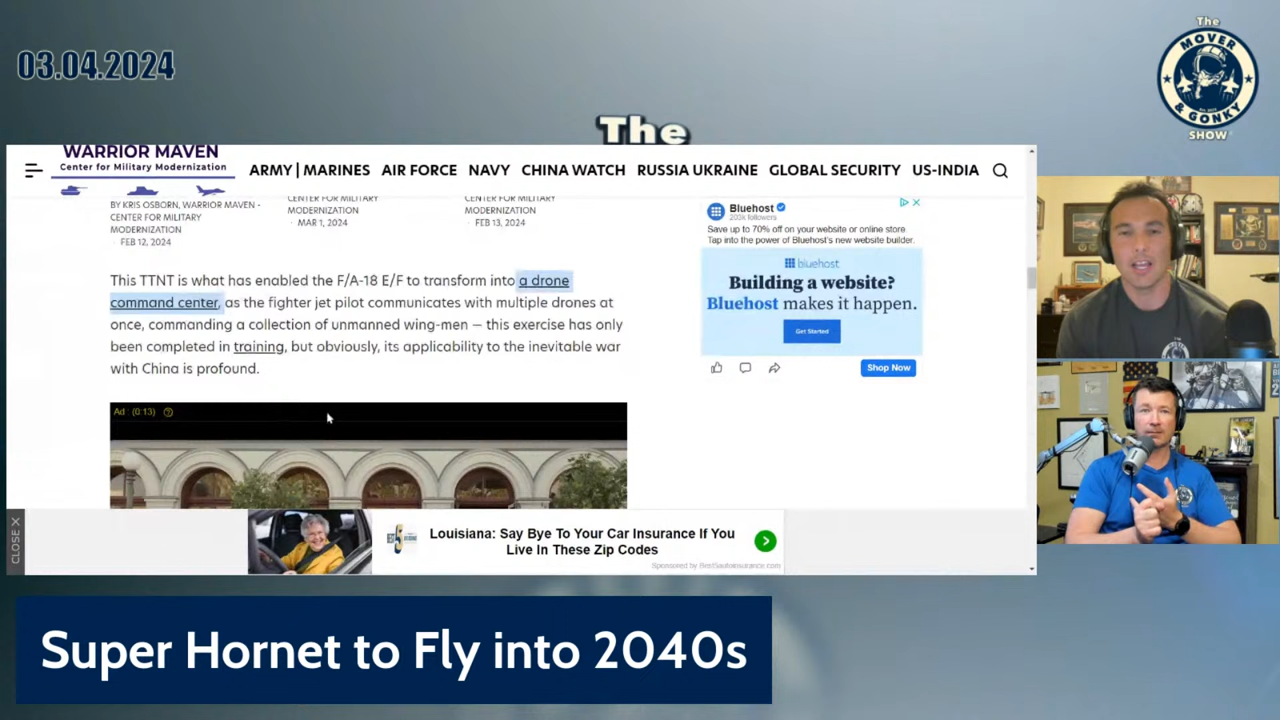 03.04.2024
The
MOVER
& GONKY
SHOW
The
WARRIOR MAVEN
Center for Military Modernization
ARMY | MARINES AIR FORCE NAVY CHINA WATCH RUSSIA UKRAINE GLOBAL SECURITY US-INDIA
BY KRIS OSBORN, WARRIOR MAVEN -
CENTER FOR MILITARY
MODERNIZATION
· FEB 12, 2024
CENTER FOR MILITARY
MODERNIZATION
· MAR 1, 2024
CENTER FOR MILITARY
MODERNIZATION
· FEB 13, 2024
This TTNT is what has enabled the F/A-18 E/F to transform into a drone
command center, as the fighter jet pilot communicates with multiple drones at
once, commanding a collection of unmanned wing-men — this exercise has only
been completed in training, but obviously, its applicability to the inevitable war
with China is profound.
Ad : (0:13)
Bluehost
203k followers
Save up to 70% off on your website or online store
Tap into the power of Bluehost's new website builder.
bluehost
Building a website?
Bluehost makes it happen.
Get Started
Shop Now
CLOSE X
Louisiana: Say Bye To Your Car Insurance If You
Live In These Zip Codes
Sponsored by BestSautoinsurance.com
Super Hornet to Fly into 2040s